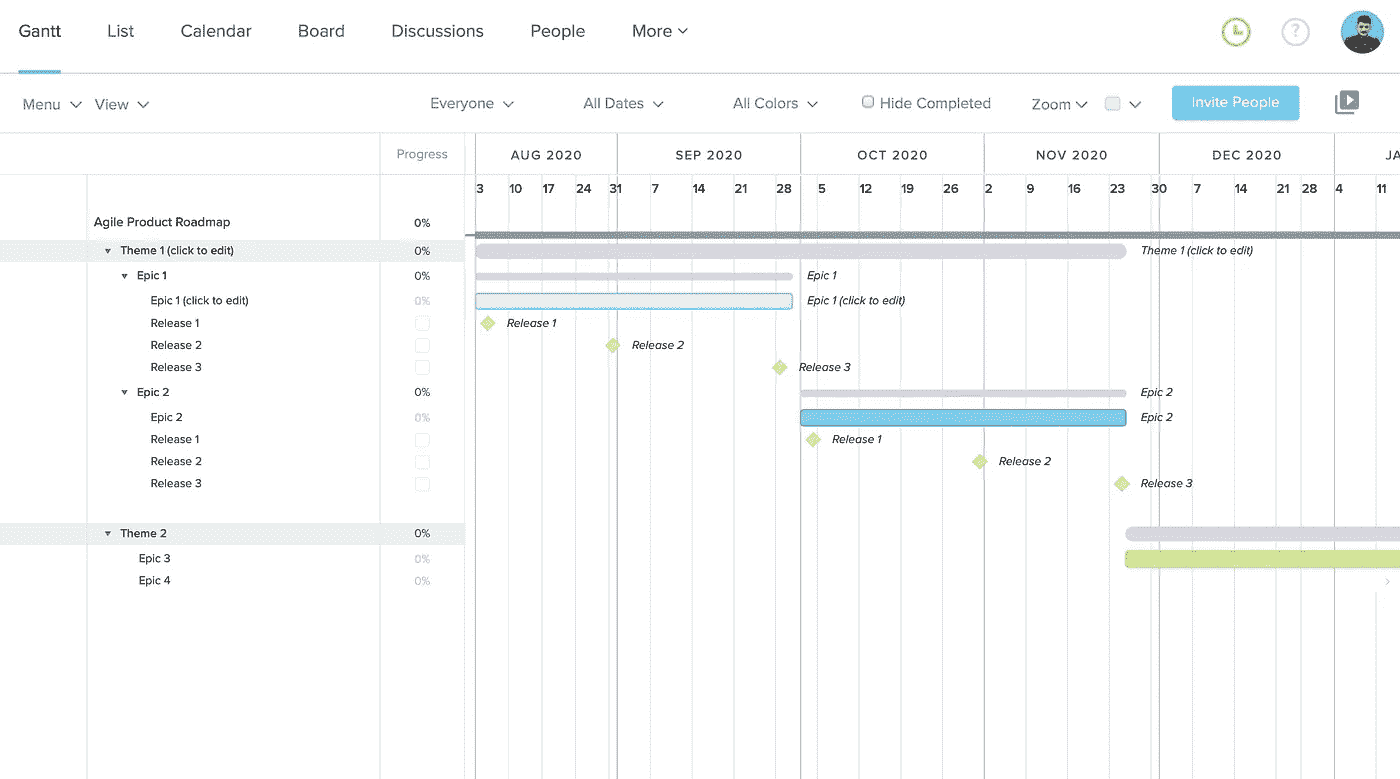 Gantt List Calendar Board Discussions People More ?
Menu View Everyone All Dates All Colors Hide Completed Zoom Invite People
Progress AUG 2020 SEP 2020 OCT 2020 NOV 2020 DEC 2020 JA
3 10 17 24 31 7 14 21 28 5 12 19 26 2 9 16 23 30 7 14 21 28 4 11
Agile Product Roadmap 0%
Theme 1 (click to edit) 0% Theme 1 (click to edit)
Epic 1 0% Epic 1
Epic 1 (click to edit) 0% Epic 1 (click to edit)
Release 1 Release 1
Release 2 Release 2
Release 3 Release 3
Epic 2 0% Epic 2
Epic 2 0% Epic 2
Release 1 Release 1
Release 2 Release 2
Release 3 Release 3
Theme 2 0%
Epic 3 0%
Epic 4 0%